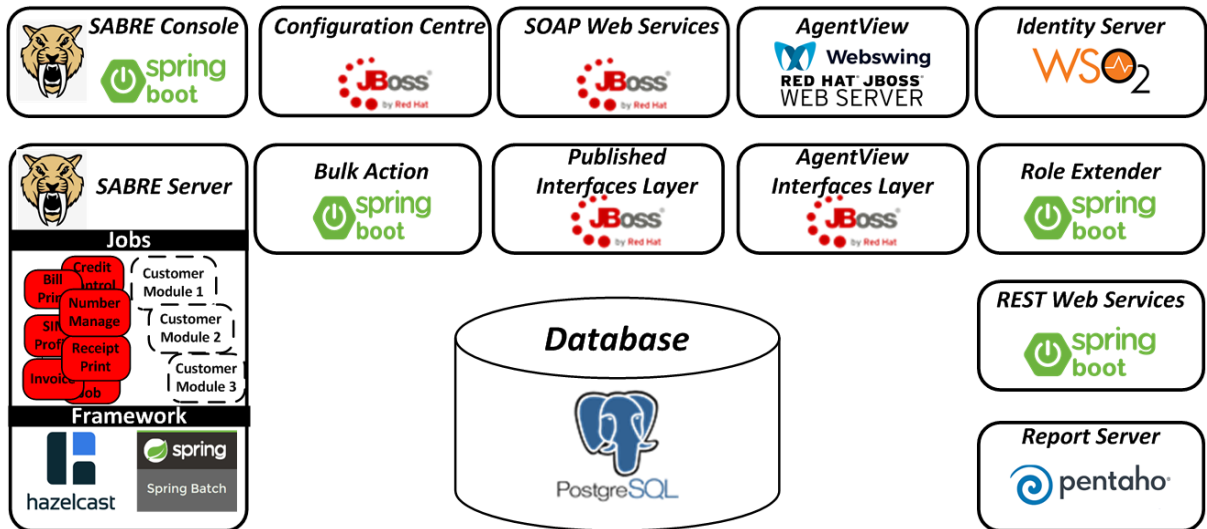 SABRE Console
spring
boot
Configuration Centre
JBoss
by Red Hat
SOAP Web Services
JBoss
by Red Hat
AgentView
Webswing
RED HAT JBOSS
WEB SERVER
Identity Server
WSO2
SABRE Server
Jobs
Credit
Bill
Number
Manage
Receipt
Print
Invoice
Job
Customer
Module 1
Customer
Module 2
Customer
Module 3
Framework
hazelcast
spring
Spring Batch
Bulk Action
spring
boot
Published
Interfaces Layer
JBoss
by Red Hat
AgentView
Interfaces Layer
JBoss
by Red Hat
Role Extender
spring
boot
Database
PostgreSQL
REST Web Services
spring
boot
Report Server
pentaho